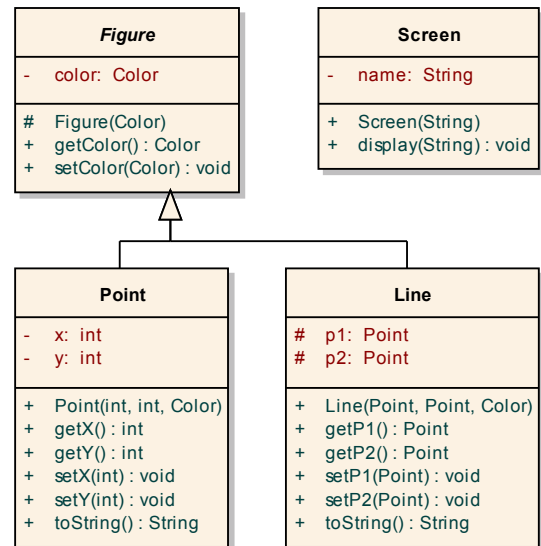 Figure
- color: Color
# Figure(Color)
+ getColor() : Color
+ setColor(Color) : void
Screen
- name: String
+ Screen(String)
+ display(String) : void
Point
- x: int
- y: int
+ Point(int, int, Color)
+ getX() : int
+ getY() : int
+ setX(int) : void
+ setY(int) : void
+ toString() : String
Line
# p1: Point
# p2: Point
+ Line(Point, Point, Color)
+ getP1() : Point
+ getP2() : Point
+ setP1(Point) : void
+ setP2(Point) : void
+ toString() : String